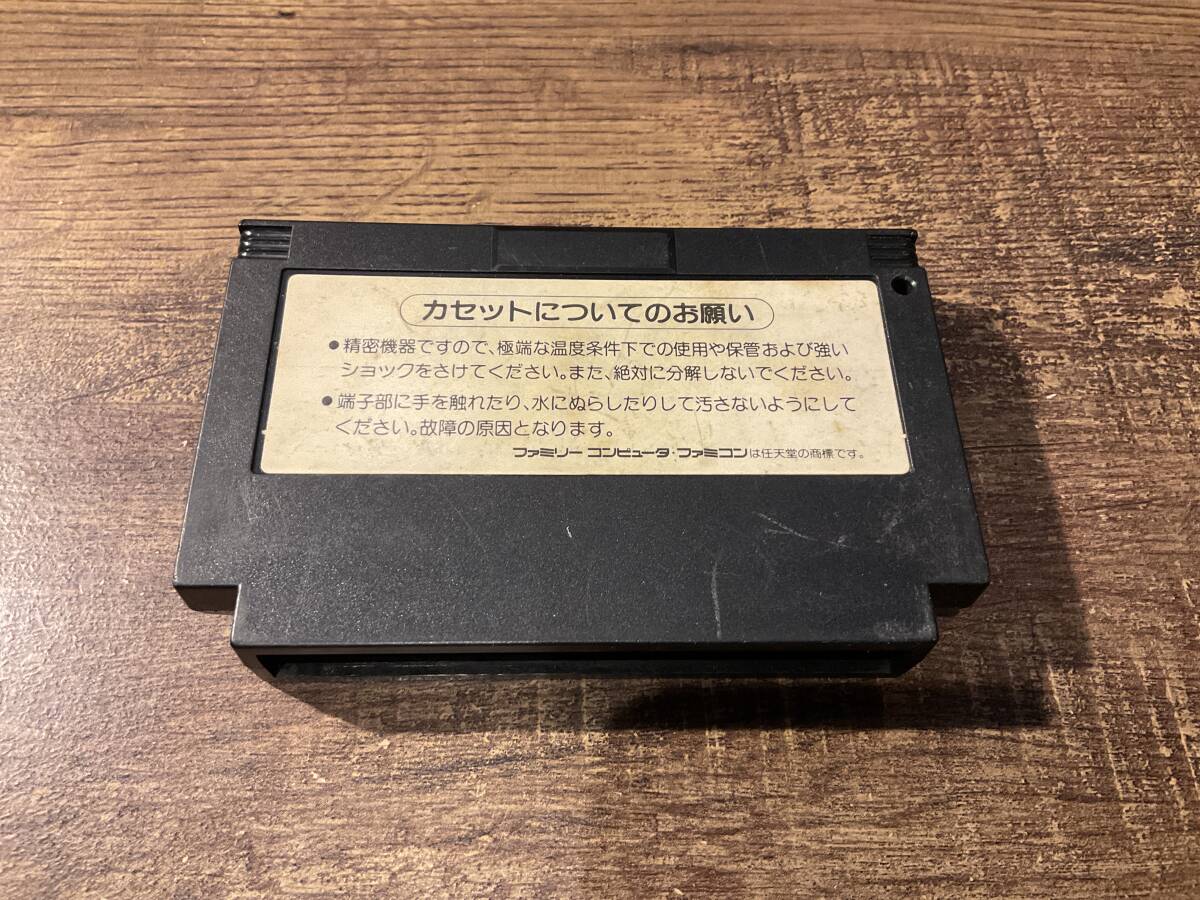 カセットについてのお願い
●精密機器ですので、極端な温度条件下での使用や保管および強い
ショックをさけてください。また、絶対に分解しないでください。
●端子部に手を触れたり、水にぬらしたりして汚さないようにして
ください。故障の原因となります。
ファミリー コンピュータ・ファミコンは任天堂の商標です。